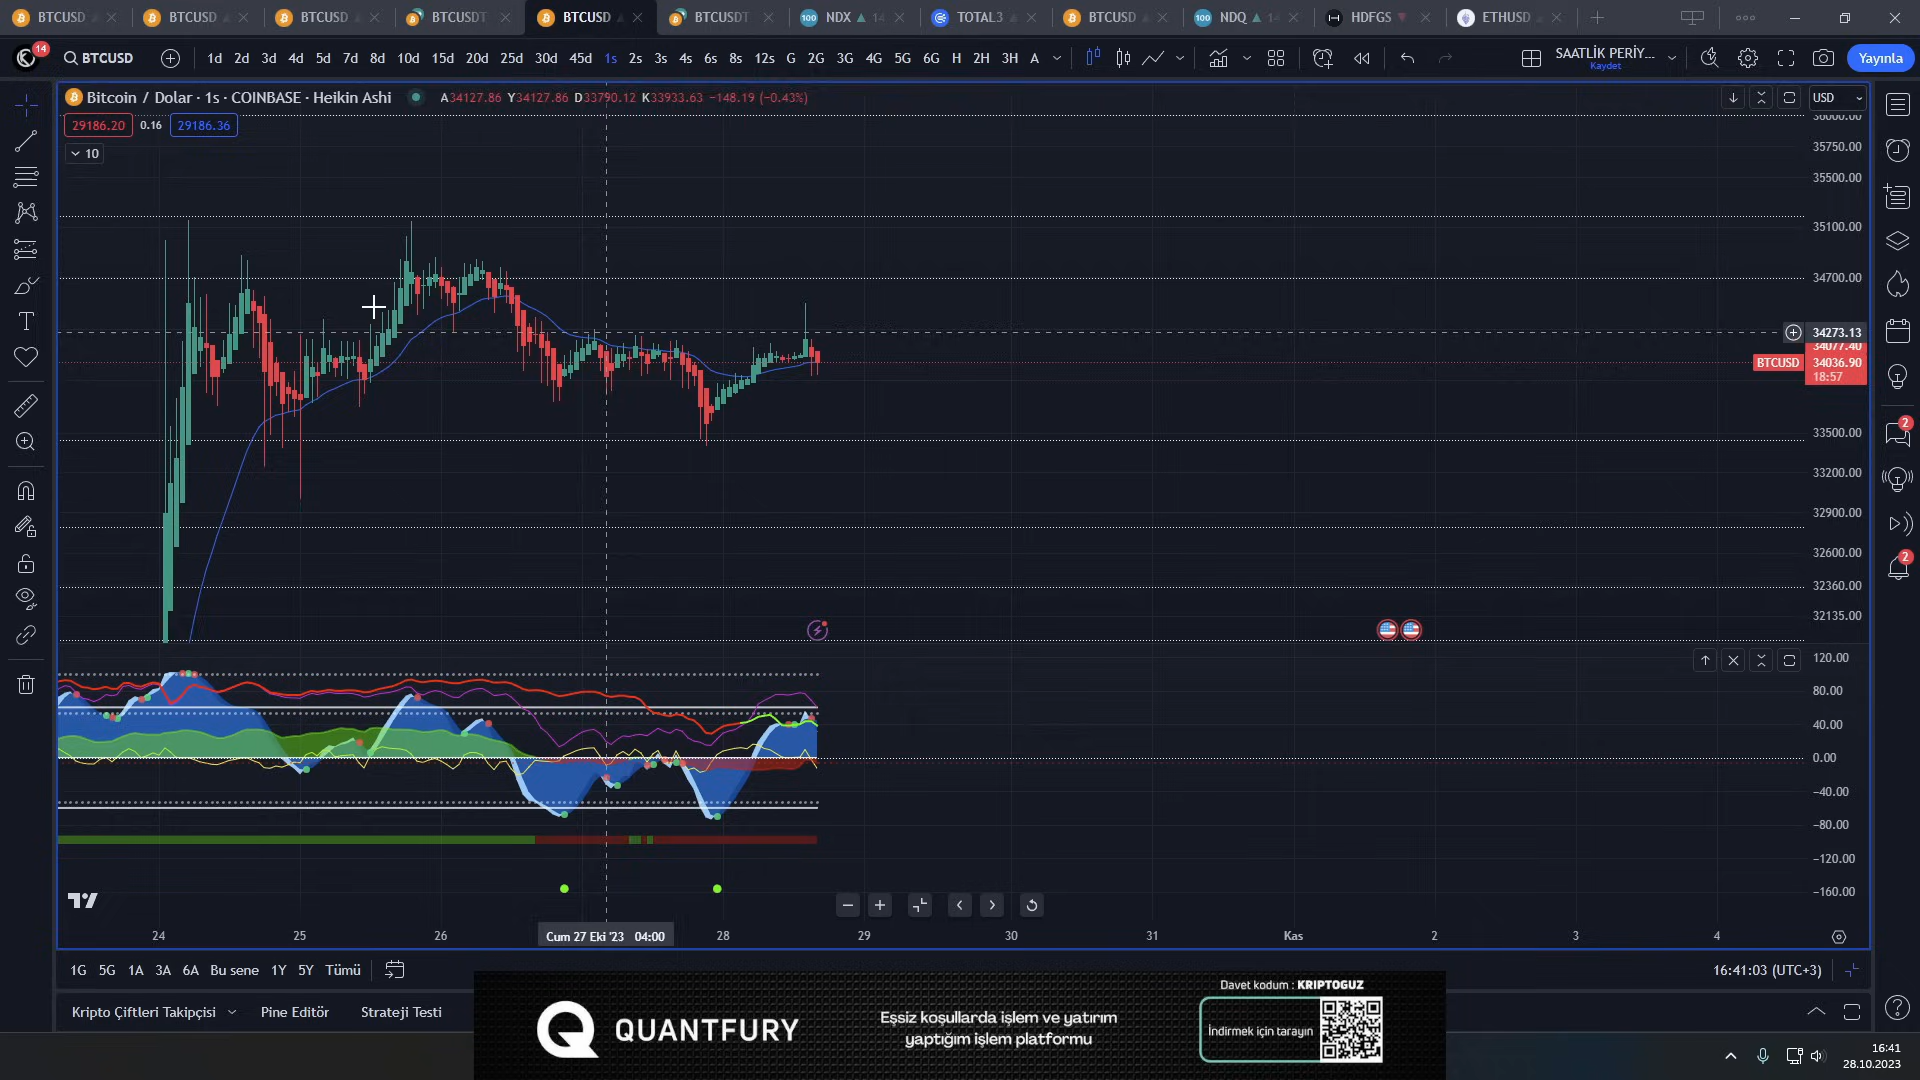 BTCUSD BTCUSD BTCUSD BTCUSDT BTCUSD BTCUSDT NDX 14 TOTAL3 BTCUSD NDQ 14 HDFGS ETHUSD
14 BTCUSD 1d 2d 3d 4d 5d 7d 8d 10d 15d 20d 25d 30d 45d 1s 2s 3s 4s 6s 8s 12s G 2G 3G 4G 5G 6G H 2H 3H A SAATLİK PERİY... Kaydet Yayınla
Bitcoin / Dolar · 1s · COINBASE · Heikin Ashi A34127.86 Y34127.86 D33790.12 K33933.63 −148.19 (−0.43%) USD
29186.20 0.16 29186.36
10
36000.00
35750.00
35500.00
35100.00
34700.00
34273.13
34077.40
BTCUSD 34036.90
18:57
33500.00
33200.00
32900.00
32600.00
32360.00
32135.00
120.00
80.00
40.00
0.00
−40.00
−80.00
−120.00
−160.00
24 25 26 Cum 27 Eki '23 04:00 28 29 30 31 Kas 2 3 4
1G 5G 1A 3A 6A Bu sene 1Y 5Y Tümü 16:41:03 (UTC+3)
Kripto Çiftleri Takipçisi Pine Editör Strateji Testi
2
2
QUANTFURY
Eşsiz koşullarda işlem ve yatırım
yaptığım işlem platformu
Davet kodum : KRIPTOGUZ
İndirmek için tarayın
16:41
28.10.2023